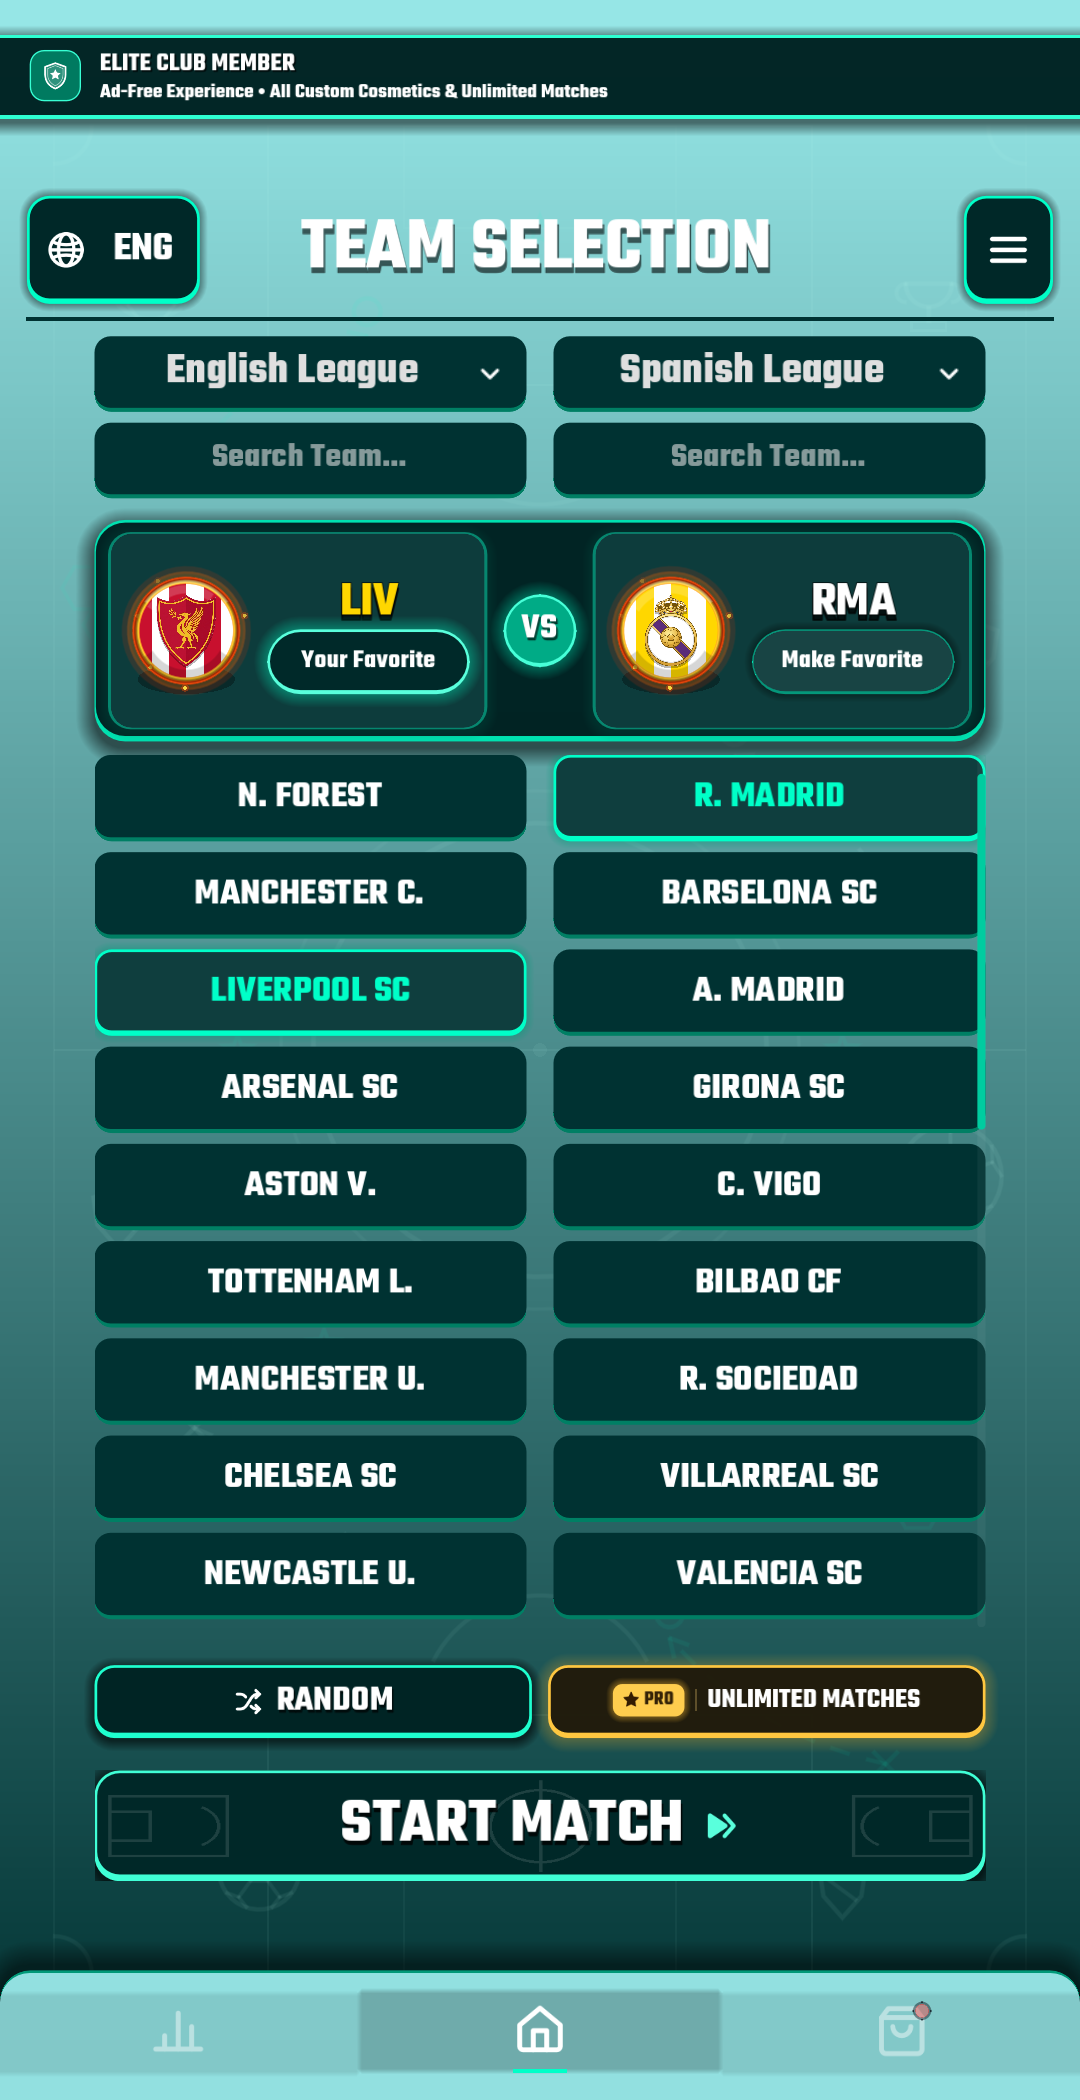 ELITE CLUB MEMBER
Ad-Free Experience • All Custom Cosmetics & Unlimited Matches
ENG
TEAM SELECTION
English League
Spanish League
Search Team...
Search Team...
LIV
Your Favorite
VS
RMA
Make Favorite
N. FOREST
R. MADRID
MANCHESTER C.
BARSELONA SC
LIVERPOOL SC
A. MADRID
ARSENAL SC
GIRONA SC
ASTON V.
C. VIGO
TOTTENHAM L.
BILBAO CF
MANCHESTER U.
R. SOCIEDAD
CHELSEA SC
VILLARREAL SC
NEWCASTLE U.
VALENCIA SC
RANDOM
PRO
UNLIMITED MATCHES
START MATCH